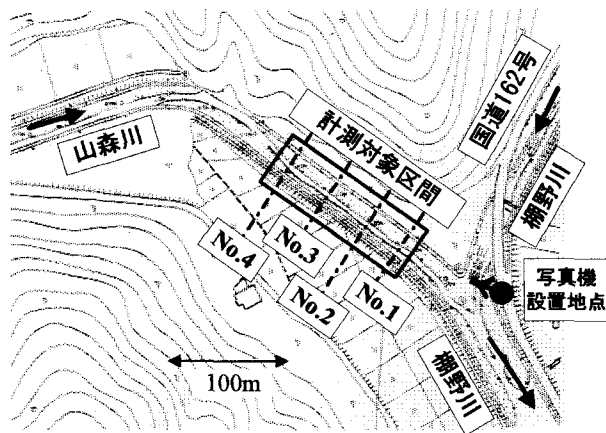 国道162号
棚野川
計測対象区間
山森川
No.4
No.3
No.2
No.1
写真機
設置地点
棚野川
100m